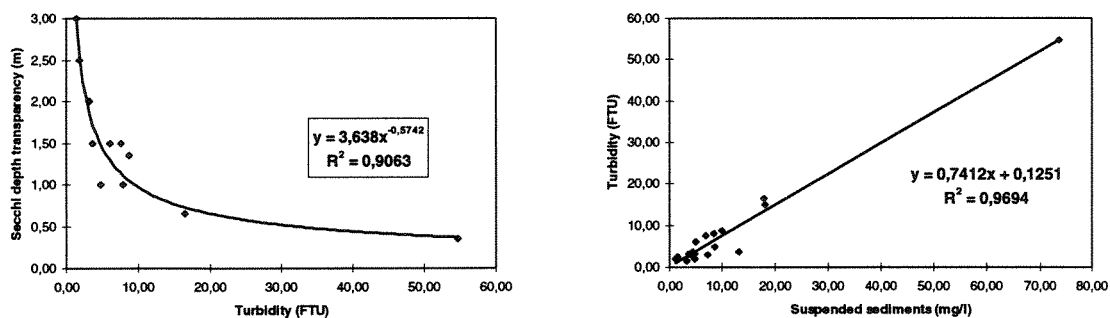 3,00
2,50
2,00
1,50
1,00
0,50
0,00
Secchi depth transparency (m)
y = 3,638x^-0,5742
R² = 0,9063
0,00 10,00 20,00 30,00 40,00 50,00 60,00
Turbidity (FTU)
60,00
50,00
40,00
30,00
20,00
10,00
0,00
Turbidity (FTU)
y = 0,7412x + 0,1251
R² = 0,9694
0,00 10,00 20,00 30,00 40,00 50,00 60,00 70,00 80,00
Suspended sediments (mg/l)